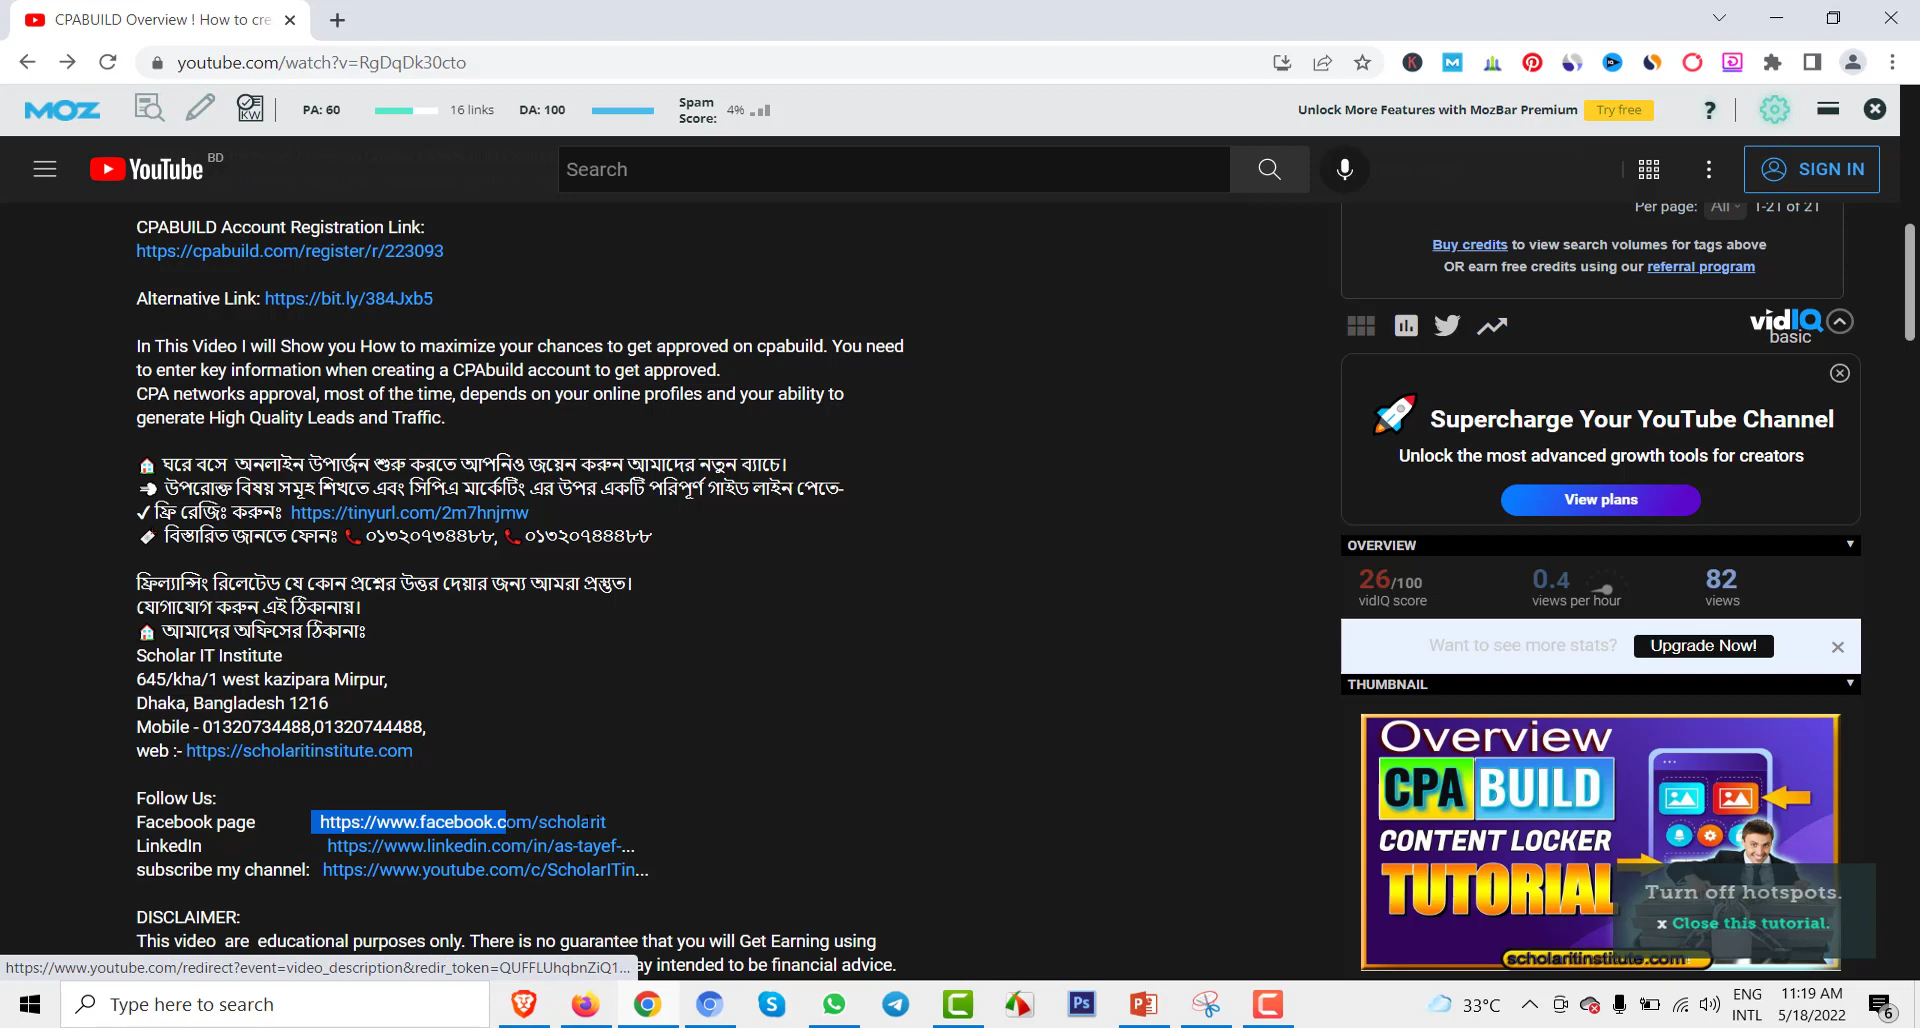 CPABUILD Overview ! How to cre
youtube.com/watch?v=RgDqDk30cto
MOZ
KW
PA: 60
16 links
DA: 100
Spam Score: 4%
Unlock More Features with MozBar Premium
Try free
?
YouTube BD
Search
SIGN IN
CPABUILD Account Registration Link:
https://cpabuild.com/register/r/223093
Alternative Link: https://bit.ly/384Jxb5
In This Video I will Show you How to maximize your chances to get approved on cpabuild. You need
to enter key information when creating a CPAbuild account to get approved.
CPA networks approval, most of the time, depends on your online profiles and your ability to
generate High Quality Leads and Traffic.
ঘরে বসে অনলাইন উপার্জন শুরু করতে আপনিও জয়েন করুন আমাদের নতুন ব্যাচে।
উপরোক্ত বিষয় সমূহ শিখতে এবং সিপিএ মার্কেটিং এর উপর একটি পরিপূর্ণ গাইড লাইন পেতে-
✓ ফ্রি রেজিঃ করুনঃ https://tinyurl.com/2m7hnjmw
বিস্তারিত জানতে ফোনঃ ০১৩২০৭৩৪৪৮৮, ০১৩২০৭৪৪৪৮৮
ফ্রিল্যান্সিং রিলেটেড যে কোন প্রশ্নের উত্তর দেয়ার জন্য আমরা প্রস্তুত।
যোগাযোগ করুন এই ঠিকানায়।
আমাদের অফিসের ঠিকানাঃ
Scholar IT Institute
645/kha/1 west kazipara Mirpur,
Dhaka, Bangladesh 1216
Mobile - 01320734488,01320744488,
web :- https://scholaritinstitute.com
Follow Us:
Facebook page https://www.facebook.com/scholarit
LinkedIn https://www.linkedin.com/in/as-tayef-...
subscribe my channel: https://www.youtube.com/c/ScholarITin...
DISCLAIMER:
This video are educational purposes only. There is no guarantee that you will Get Earning using
ay intended to be financial advice.
https://www.youtube.com/redirect?event=video_description&redir_token=QUFFLUhqbnZiQ1...
Per page: All 1-21 of 21
Buy credits to view search volumes for tags above
OR earn free credits using our referral program
vidIQ
basic
Supercharge Your YouTube Channel
Unlock the most advanced growth tools for creators
View plans
OVERVIEW
26/100
vidIQ score
0.4
views per hour
82
views
Want to see more stats?
Upgrade Now!
THUMBNAIL
Overview
CPA BUILD
CONTENT LOCKER
TUTORIAL
scholaritinstitute.com
Turn off hotspots.
x Close this tutorial.
Type here to search
Ps
33°C
ENG
INTL
11:19 AM
5/18/2022
6